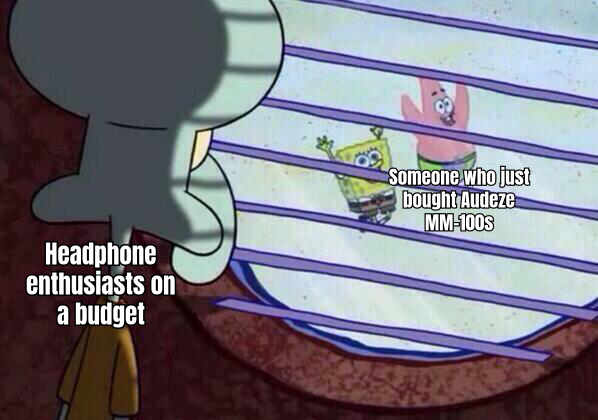 Someone who just
bought Audeze
MM-100s
Headphone
enthusiasts on
a budget